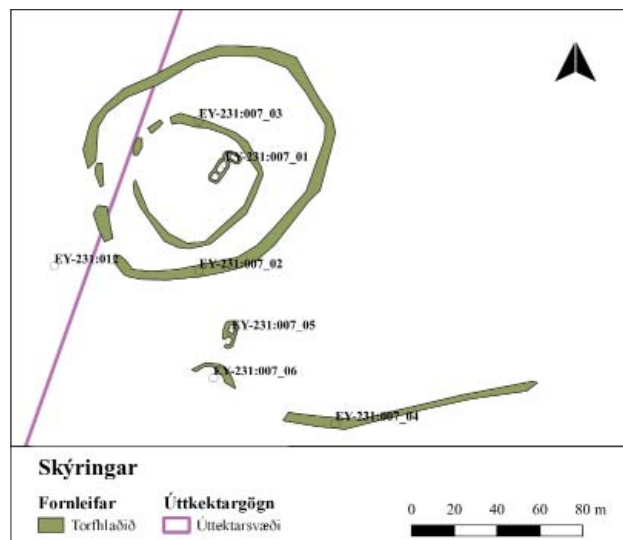 EY-231:007_03
EY-231:007_01
EY-231:012
EY-231:007_02
EY-231:007_05
EY-231:007_06
EY-231:007_04
Skýringar
Fornleifar Úttkektargögn
Torfhlaðið Úttektarsvæði
0 20 40 60 80 m